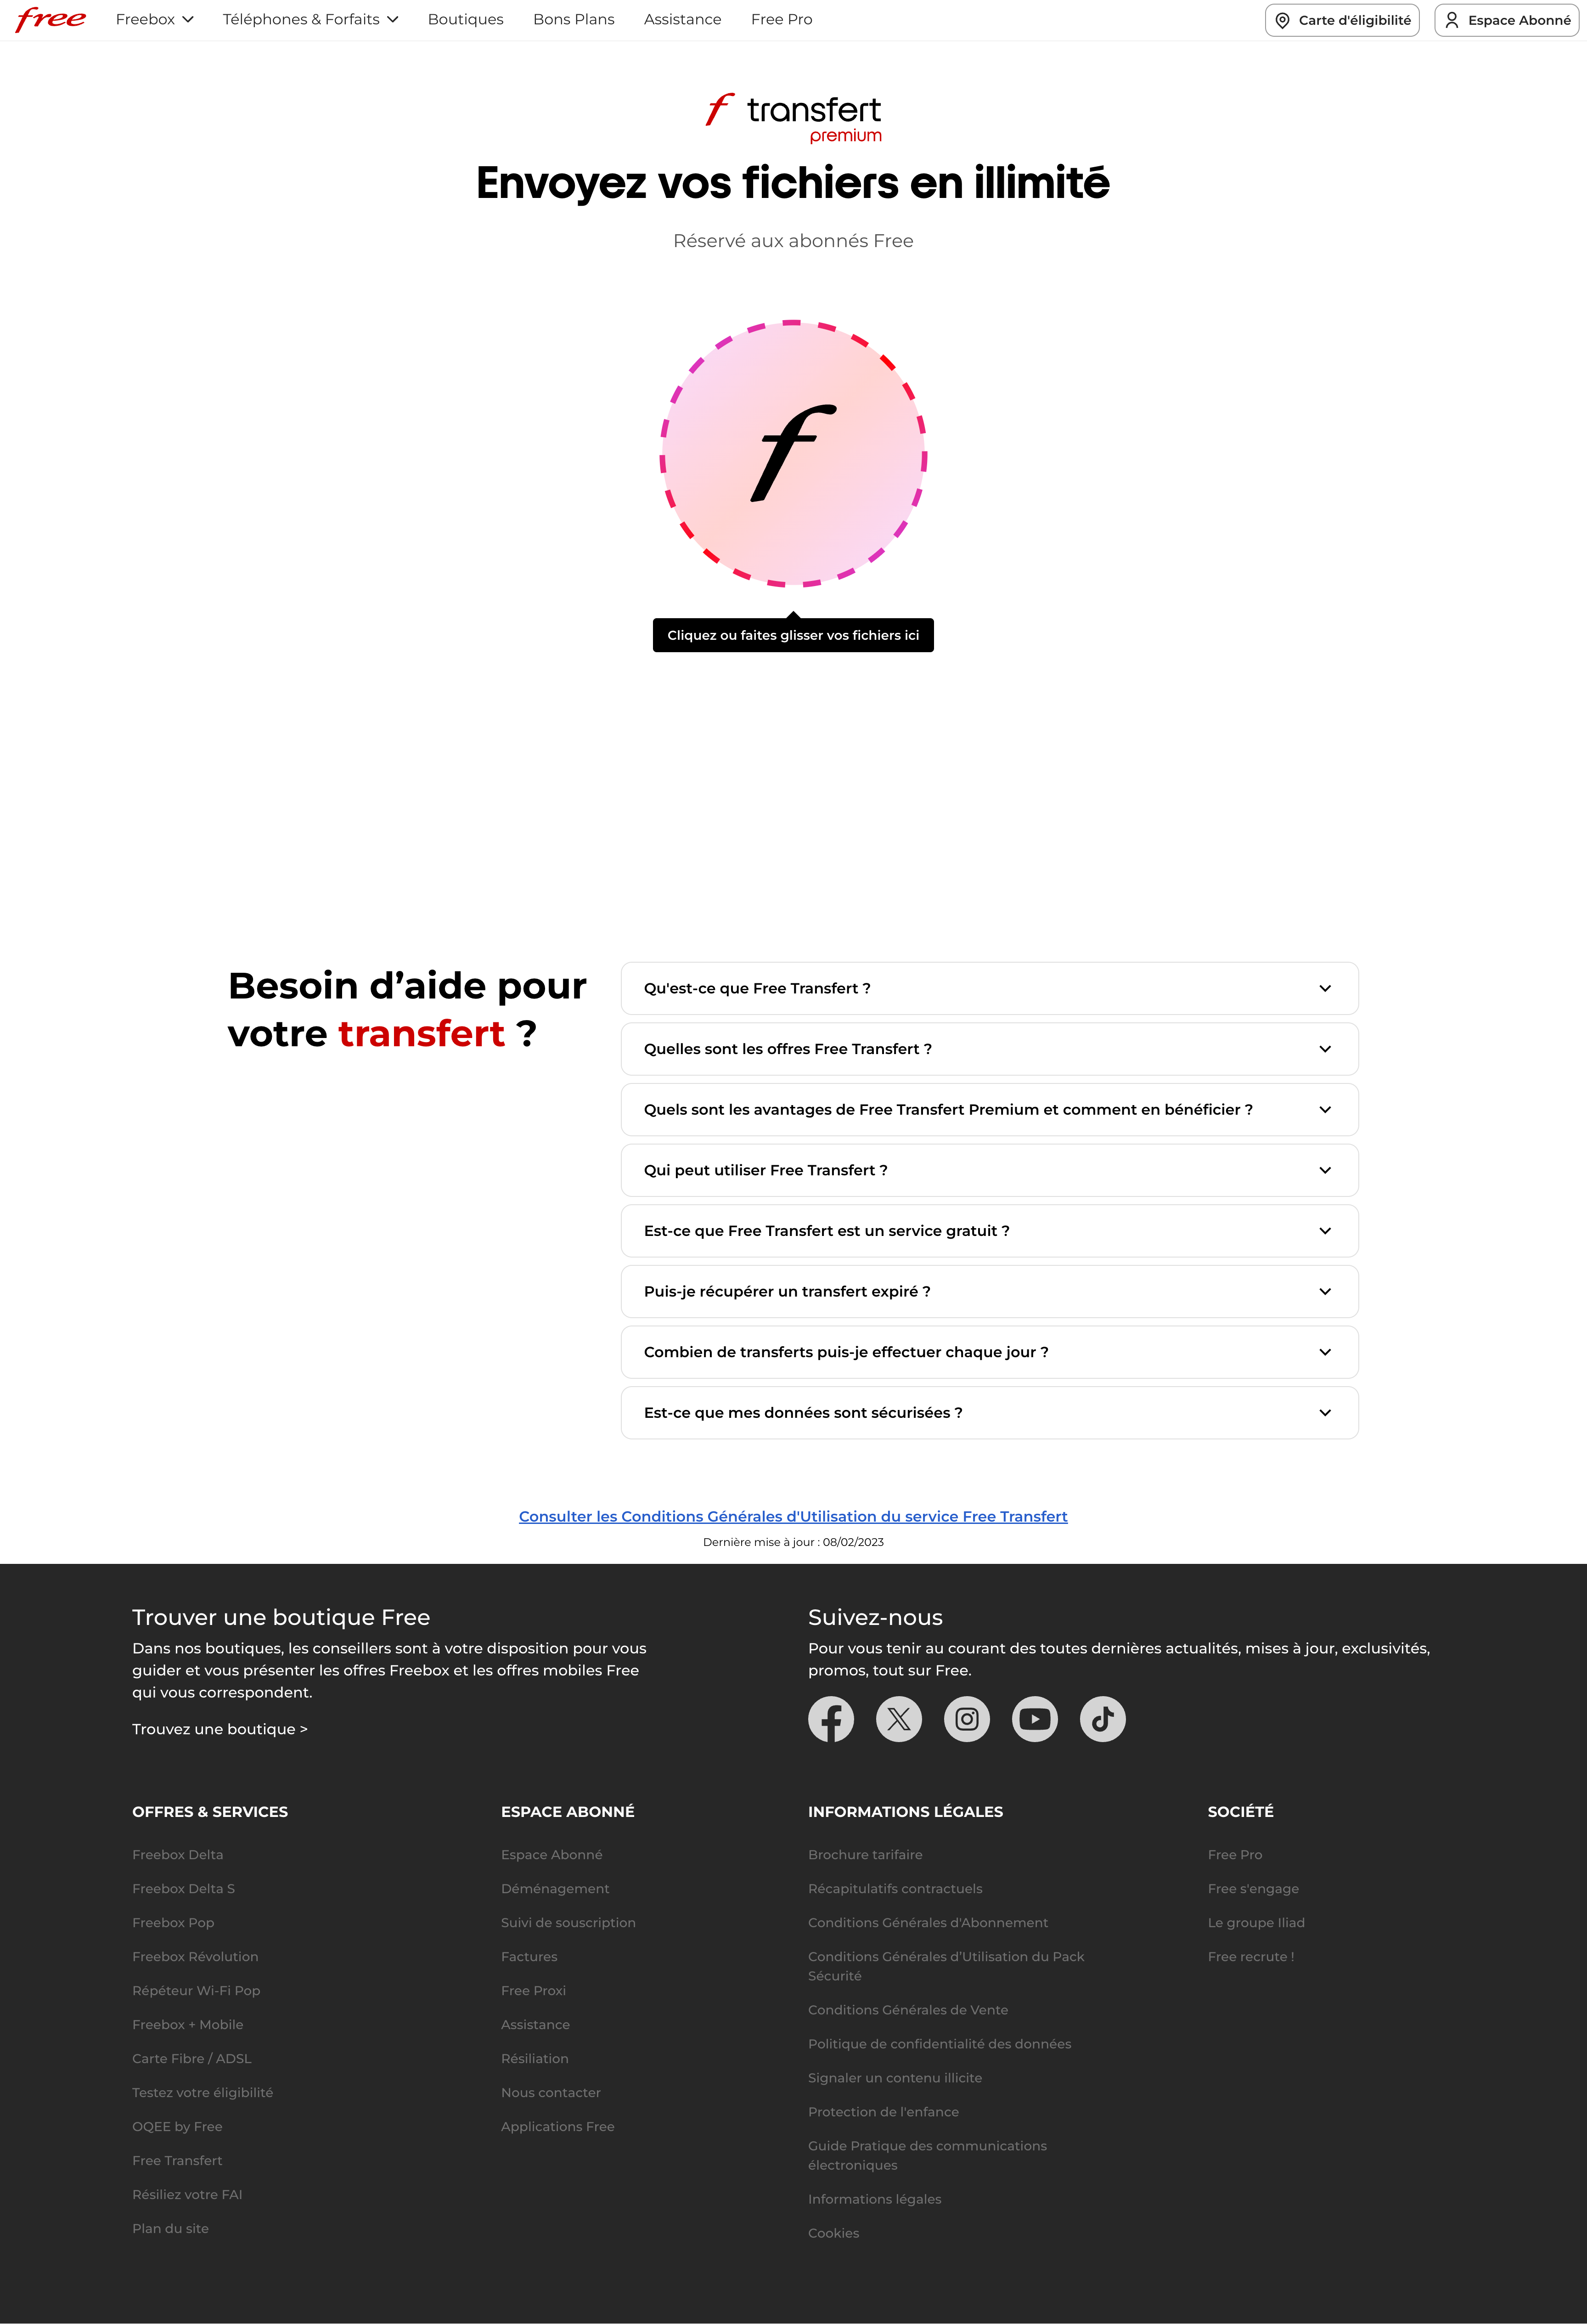 free
Freebox
Téléphones & Forfaits
Boutiques
Bons Plans
Assistance
Free Pro
Carte d'éligibilité
Espace Abonné
f transfert
premium
Envoyez vos fichiers en illimité
Réservé aux abonnés Free
f
Cliquez ou faites glisser vos fichiers ici
Besoin d’aide pour
votre transfert ?
Qu'est-ce que Free Transfert ?
Quelles sont les offres Free Transfert ?
Quels sont les avantages de Free Transfert Premium et comment en bénéficier ?
Qui peut utiliser Free Transfert ?
Est-ce que Free Transfert est un service gratuit ?
Puis-je récupérer un transfert expiré ?
Combien de transferts puis-je effectuer chaque jour ?
Est-ce que mes données sont sécurisées ?
Consulter les Conditions Générales d'Utilisation du service Free Transfert
Dernière mise à jour : 08/02/2023
Trouver une boutique Free
Dans nos boutiques, les conseillers sont à votre disposition pour vous
guider et vous présenter les offres Freebox et les offres mobiles Free
qui vous correspondent.
Trouvez une boutique >
Suivez-nous
Pour vous tenir au courant des toutes dernières actualités, mises à jour, exclusivités,
promos, tout sur Free.
OFFRES & SERVICES
Freebox Delta
Freebox Delta S
Freebox Pop
Freebox Révolution
Répéteur Wi-Fi Pop
Freebox + Mobile
Carte Fibre / ADSL
Testez votre éligibilité
OQEE by Free
Free Transfert
Résiliez votre FAI
Plan du site
ESPACE ABONNÉ
Espace Abonné
Déménagement
Suivi de souscription
Factures
Free Proxi
Assistance
Résiliation
Nous contacter
Applications Free
INFORMATIONS LÉGALES
Brochure tarifaire
Récapitulatifs contractuels
Conditions Générales d'Abonnement
Conditions Générales d’Utilisation du Pack
Sécurité
Conditions Générales de Vente
Politique de confidentialité des données
Signaler un contenu illicite
Protection de l'enfance
Guide Pratique des communications
électroniques
Informations légales
Cookies
SOCIÉTÉ
Free Pro
Free s'engage
Le groupe Iliad
Free recrute !